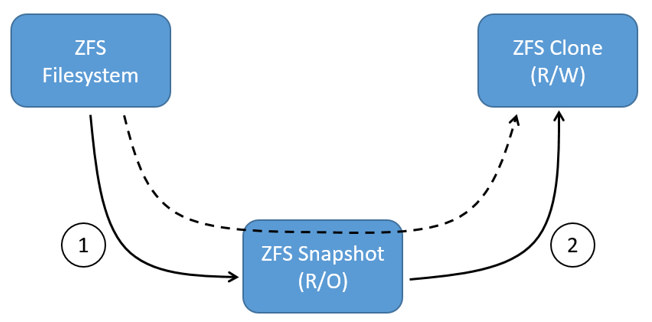 ZFS
Filesystem
ZFS Clone
(R/W)
1
2
ZFS Snapshot
(R/O)